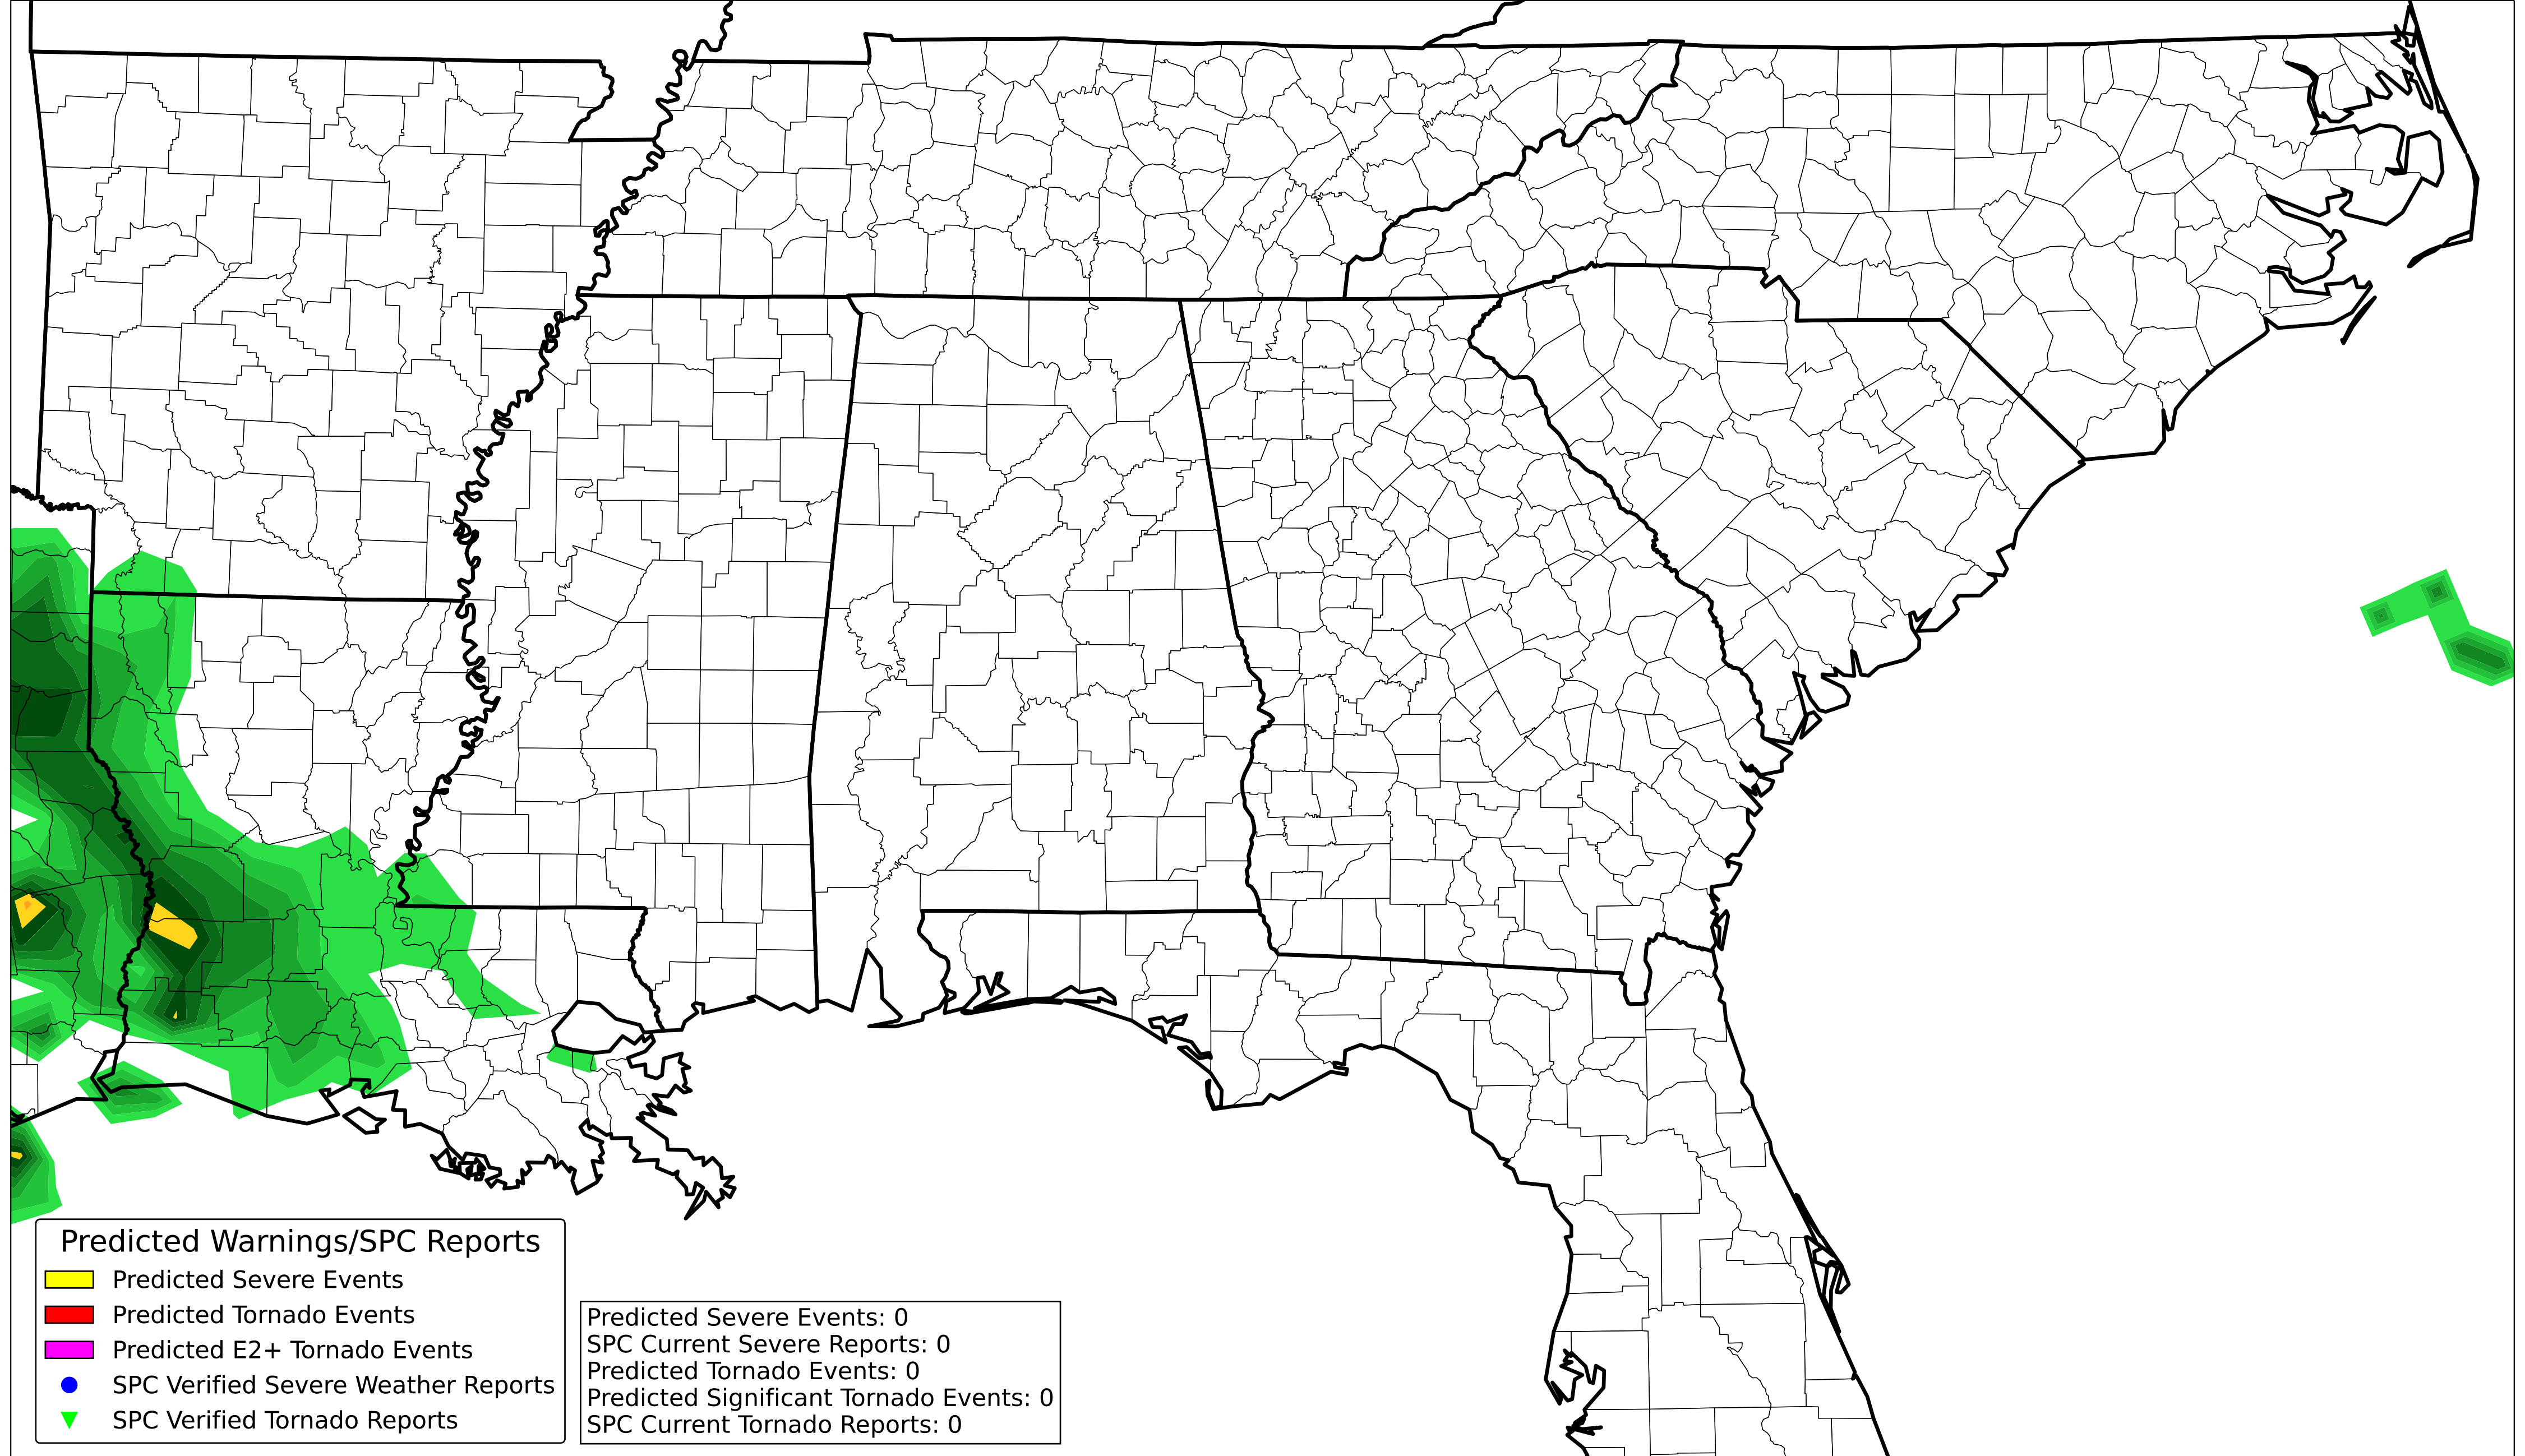 Predicted Warnings/SPC Reports
Predicted Severe Events
Predicted Tornado Events
Predicted E2+ Tornado Events
SPC Verified Severe Weather Reports
SPC Verified Tornado Reports
Predicted Severe Events: 0
SPC Current Severe Reports: 0
Predicted Tornado Events: 0
Predicted Significant Tornado Events: 0
SPC Current Tornado Reports: 0